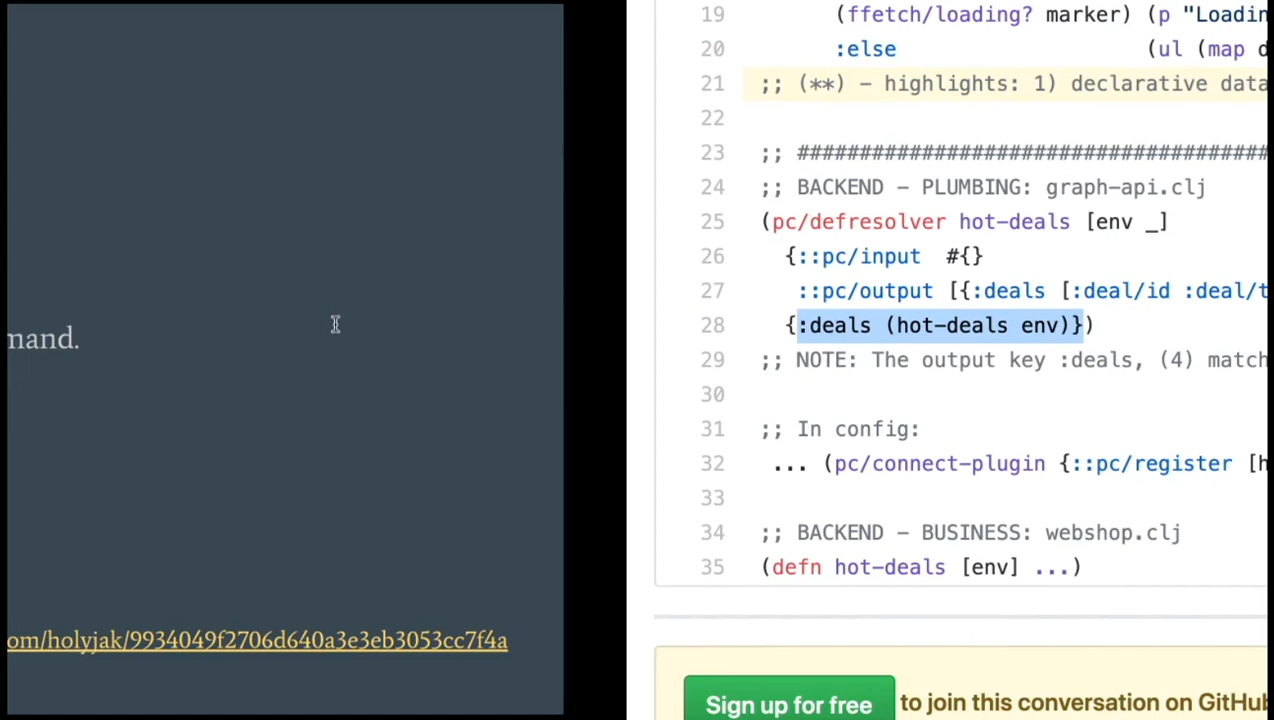 mand.
om/holyjak/9934049f2706d640a3e3eb3053cc7f4a
19 (ffetch/loading? marker) (p "Loadin
20 :else (ul (map d
21 ;; (**) - highlights: 1) declarative data
22
23 ;; #####################################
24 ;; BACKEND - PLUMBING: graph-api.clj
25 (pc/defresolver hot-deals [env _]
26 {::pc/input #{}
27 ::pc/output [{:deals [:deal/id :deal/t
28 {:deals (hot-deals env)})
29 ;; NOTE: The output key :deals, (4) match
30
31 ;; In config:
32 ... (pc/connect-plugin {::pc/register [h
33
34 ;; BACKEND - BUSINESS: webshop.clj
35 (defn hot-deals [env] ...)
Sign up for free to join this conversation on GitHub